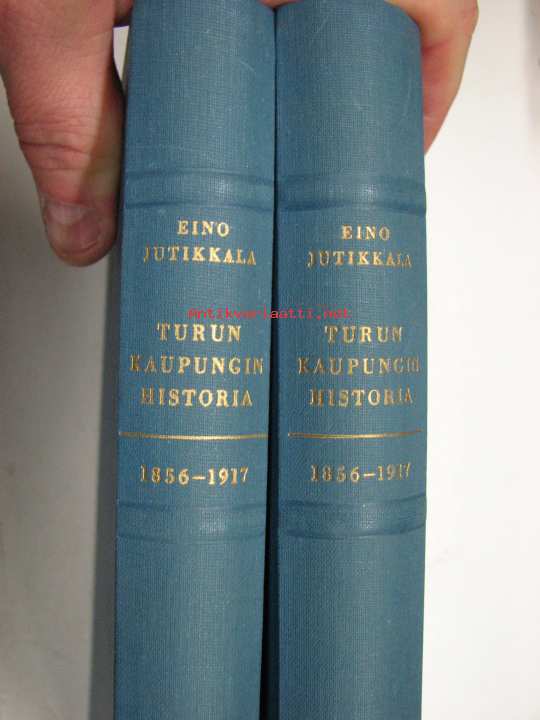 EINO
JUTIKKALA
TURUN
KAUPUNGIN
HISTORIA
1856-1917
EINO
JUTIKKALA
TURUN
KAUPUNGIN
HISTORIA
1856-1917
Antikvariaatti.net